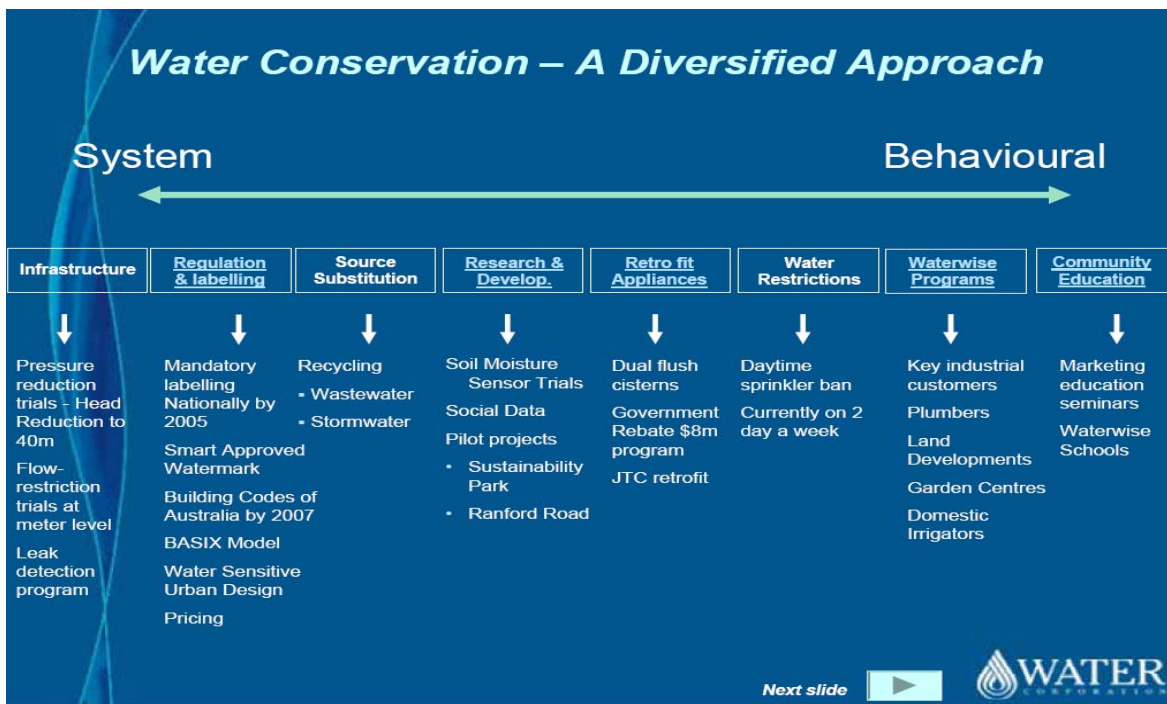 Water Conservation – A Diversified Approach
System
Behavioural
Infrastructure
Pressure
reduction
trials - Head
Reduction to
40m
Flow-
restriction
trials at
meter level
Leak
detection
program
Regulation
& labelling
Mandatory
labelling
Nationally by
2005
Smart Approved
Watermark
Building Codes of
Australia by 2007
BASIX Model
Water Sensitive
Urban Design
Pricing
Source
Substitution
Recycling
• Wastewater
• Stormwater
Research &
Develop.
Soil Moisture
Sensor Trials
Social Data
Pilot projects
• Sustainability
Park
• Ranford Road
Retro fit
Appliances
Dual flush
cisterns
Government
Rebate $8m
program
JTC retrofit
Water
Restrictions
Daytime
sprinkler ban
Currently on 2
day a week
Waterwise
Programs
Key industrial
customers
Plumbers
Land
Developments
Garden Centres
Domestic
Irrigators
Community
Education
Marketing
education
seminars
Waterwise
Schools
Next slide
WATER
CORPORATION